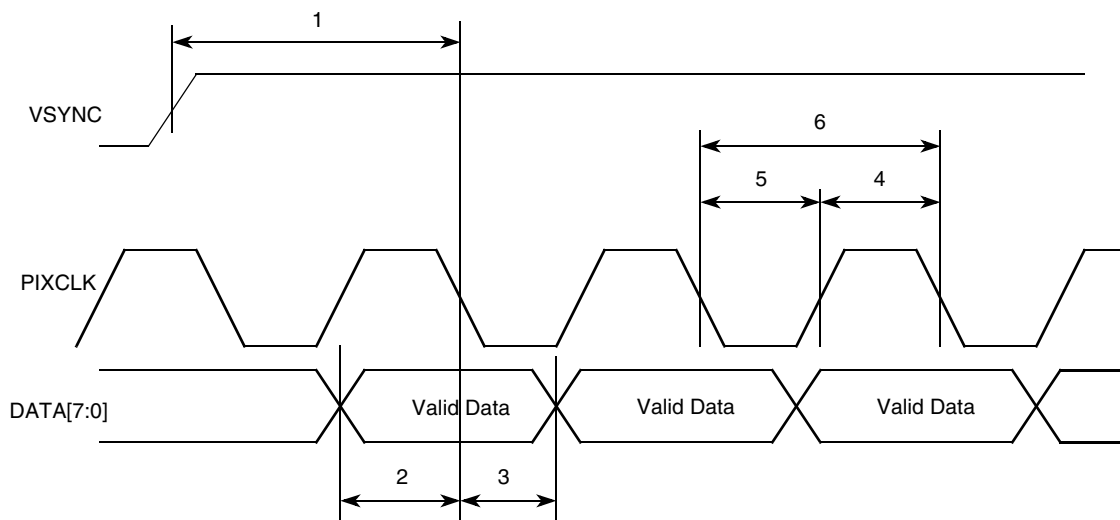 1
VSYNC
6
5
4
PIXCLK
DATA[7:0]
Valid Data
Valid Data
Valid Data
2
3